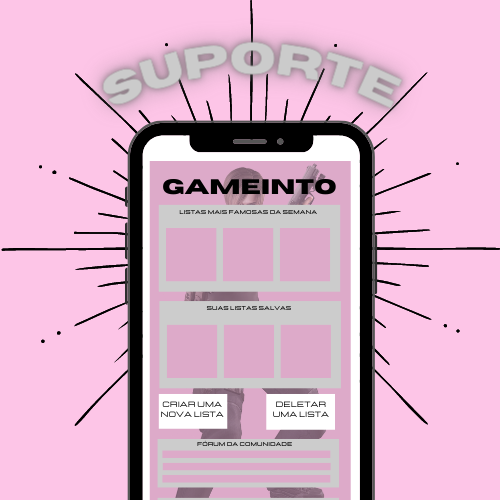 SUPORTE
GAMEINTO
LISTAS MAIS FAMOSAS DA SEMANA
SUAS LISTAS SALVAS
CRIAR UMA
NOVA LISTA
DELETAR
UMA LISTA
FÓRUM DA COMUNIDADE